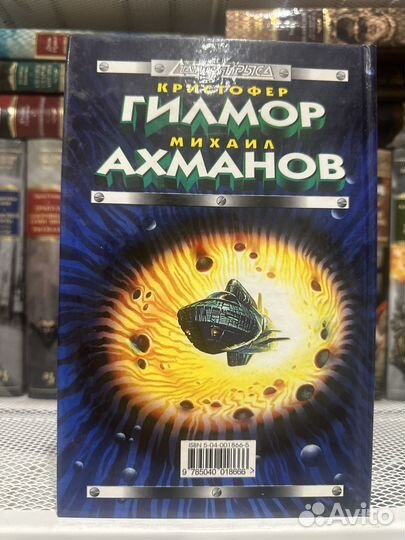 КРИСТОФЕР
ГИЛМОР
МИХАИЛ
АХМАНОВ
ISBN 5-04-001866-5
9 785040 018666 >
Avito